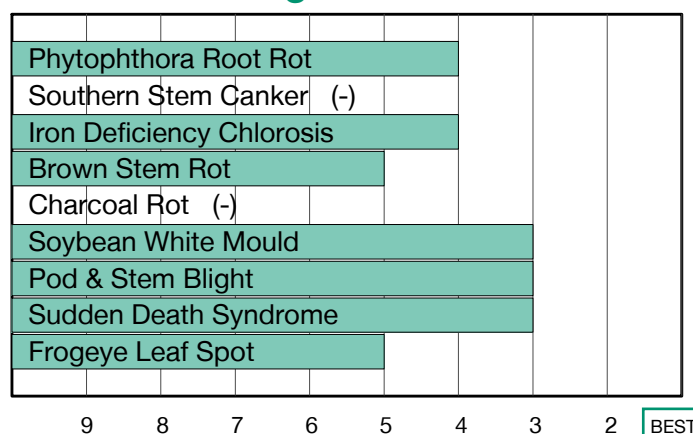 Phytophthora Root Rot
Southern Stem Canker (-)
Iron Deficiency Chlorosis
Brown Stem Rot
Charcoal Rot (-)
Soybean White Mould
Pod & Stem Blight
Sudden Death Syndrome
Frogeye Leaf Spot
9 8 7 6 5 4 3 2 BEST